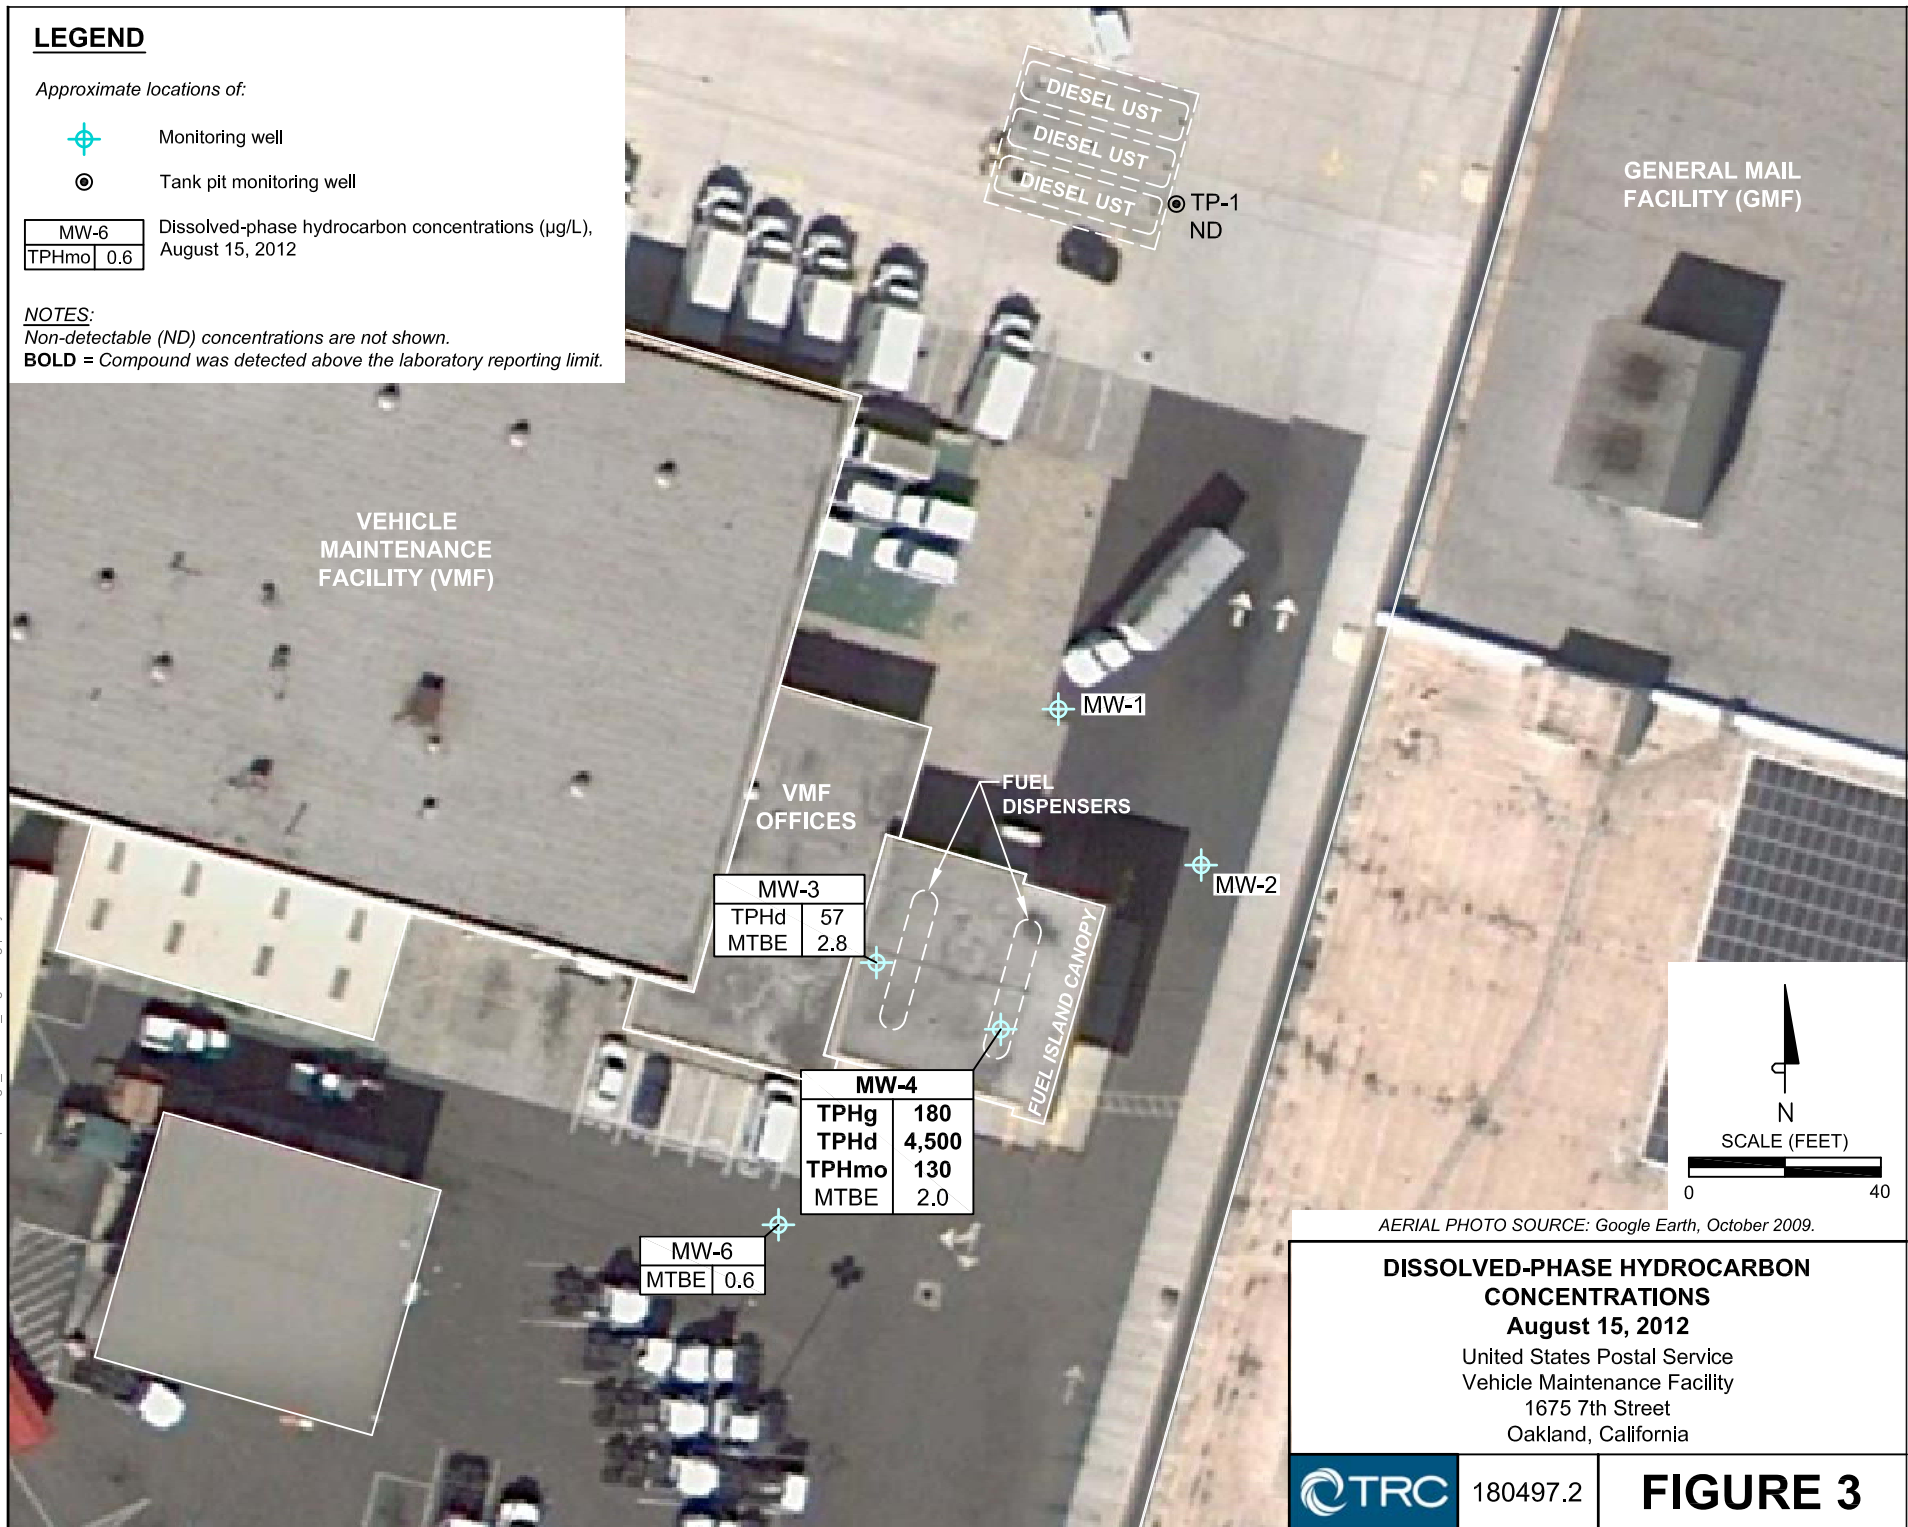 LEGEND
Approximate locations of:
Monitoring well
Tank pit monitoring well
MW-6
TPHmo 0.6
Dissolved-phase hydrocarbon concentrations (µg/L),
August 15, 2012
NOTES:
Non-detectable (ND) concentrations are not shown.
BOLD = Compound was detected above the laboratory reporting limit.
DIESEL UST
DIESEL UST
DIESEL UST
TP-1
ND
GENERAL MAIL
FACILITY (GMF)
VEHICLE
MAINTENANCE
FACILITY (VMF)
MW-1
VMF
OFFICES
FUEL
DISPENSERS
MW-2
MW-3
TPHd 57
MTBE 2.8
FUEL ISLAND CANOPY
MW-4
TPHg 180
TPHd 4,500
TPHmo 130
MTBE 2.0
MW-6
MTBE 0.6
N
SCALE (FEET)
0 40
AERIAL PHOTO SOURCE: Google Earth, October 2009.
DISSOLVED-PHASE HYDROCARBON
CONCENTRATIONS
August 15, 2012
United States Postal Service
Vehicle Maintenance Facility
1675 7th Street
Oakland, California
TRC
180497.2
FIGURE 3